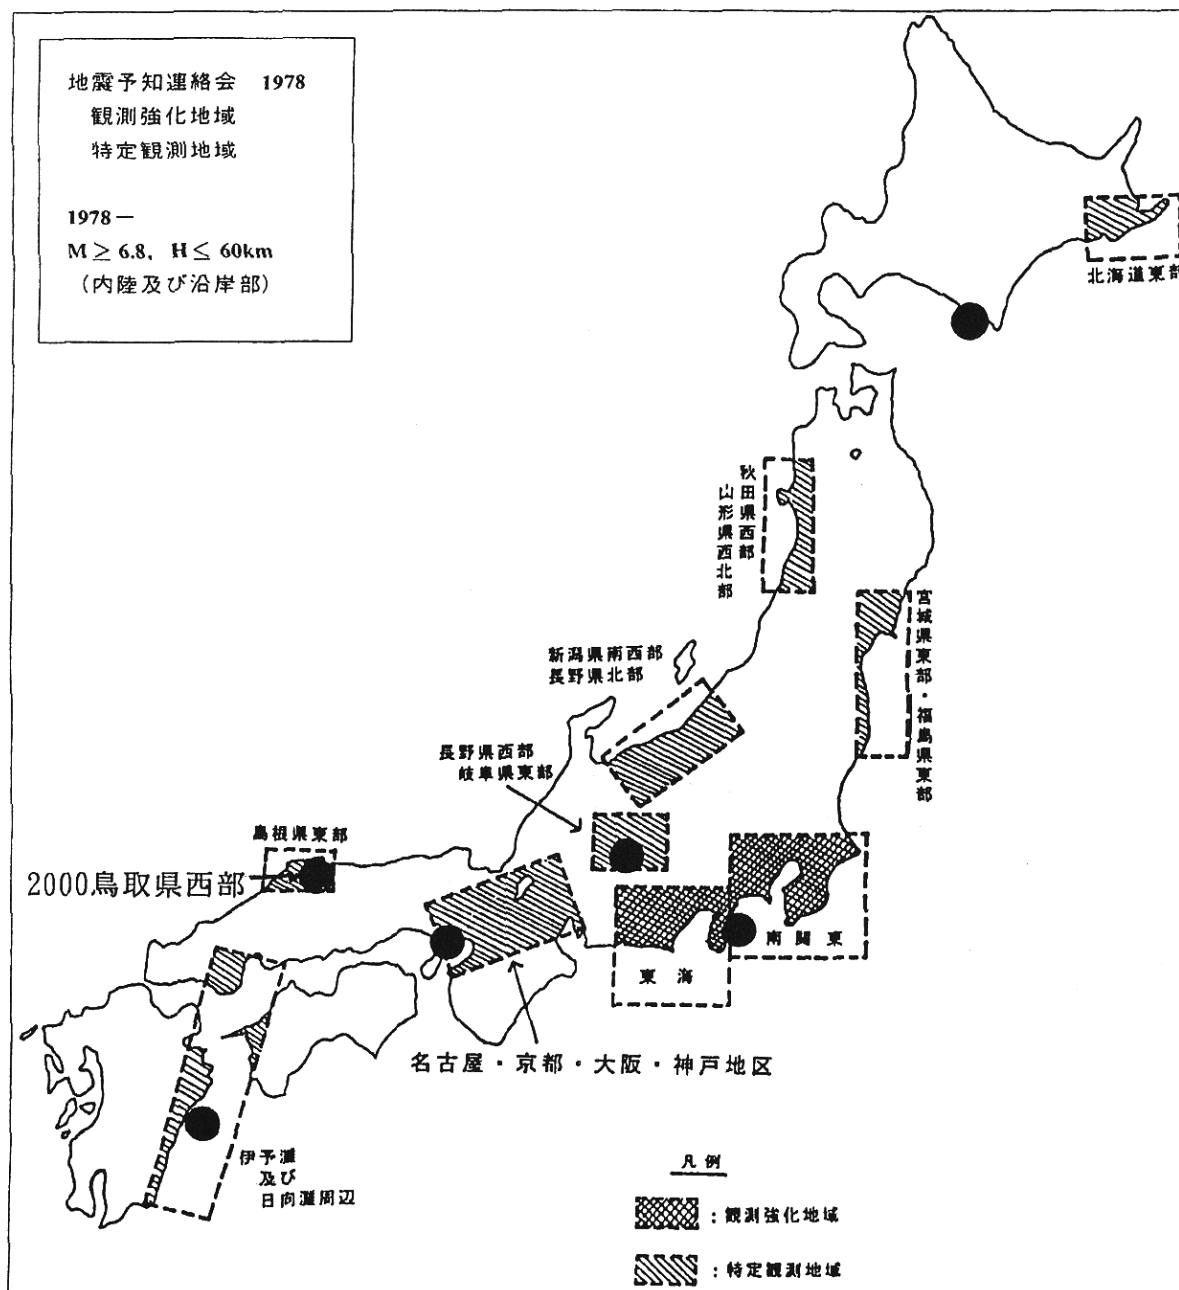 地震予知連絡会 1978
観測強化地域
特定観測地域
1978－
M ≥ 6.8, H ≤ 60km
(内陸及び沿岸部)
北海道東部
秋田県西部
山形県西北部
宮城県東部・福島県東部
新潟県南西部
長野県北部
長野県西部
岐阜県東部
島根県東部
2000鳥取県西部
南関東
東海
名古屋・京都・大阪・神戸地区
伊予灘
及び
日向灘周辺
凡例
：観測強化地域
：特定観測地域